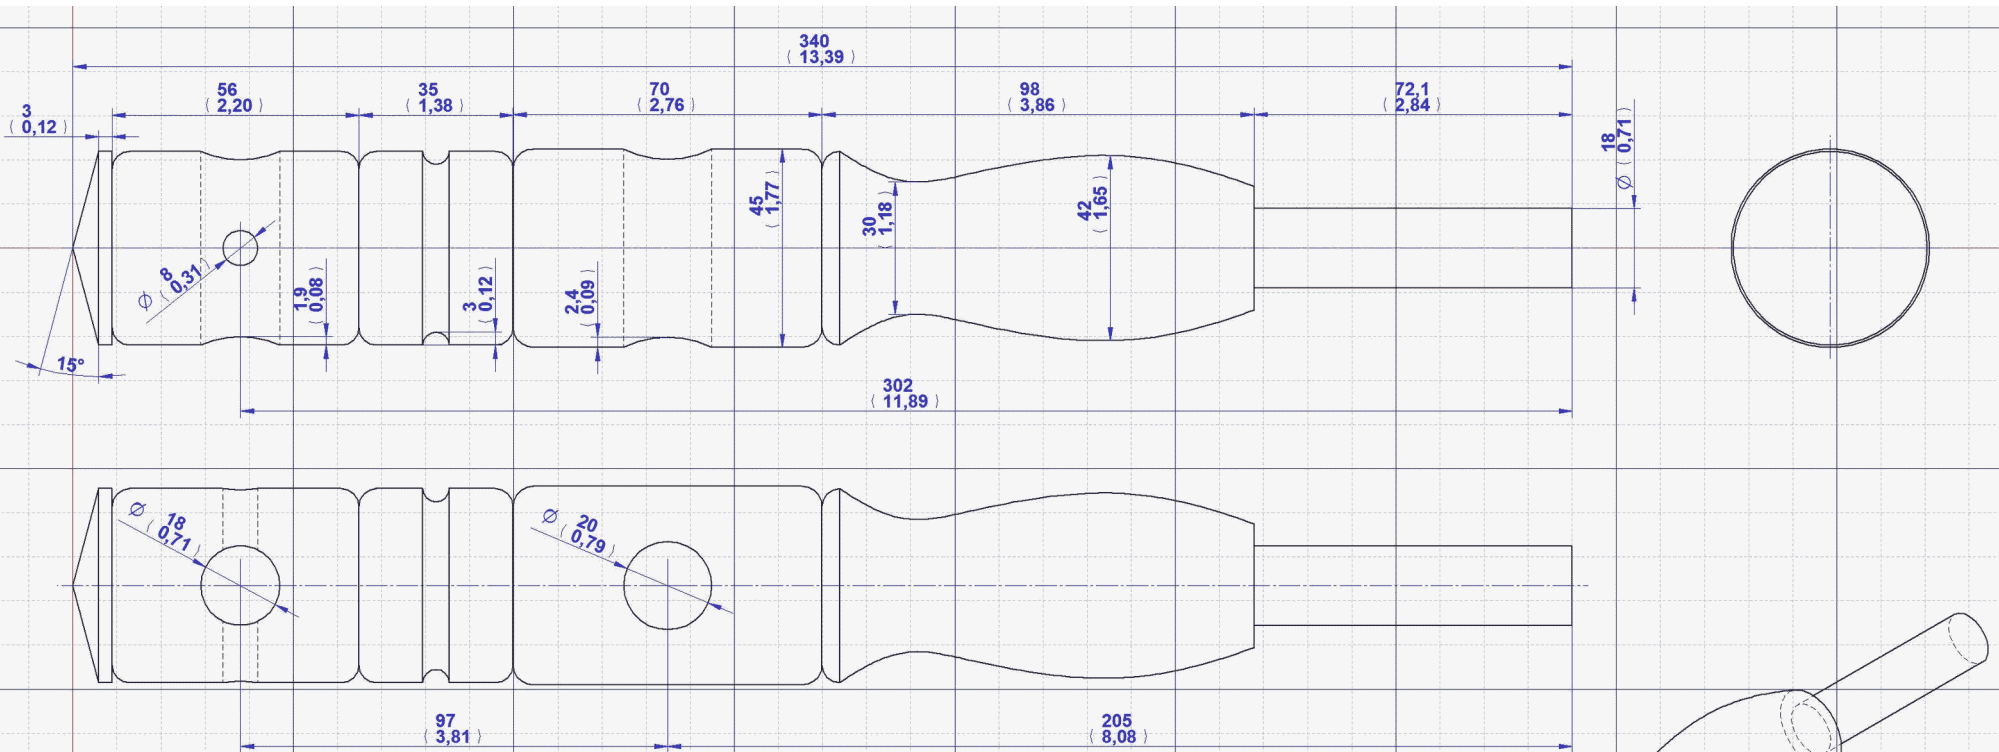 340
( 13,39 )
56
( 2,20 )
35
( 1,38 )
70
( 2,76 )
98
( 3,86 )
72,1
( 2,84 )
3
( 0,12 )
Ø 18
( 0,71 )
45
( 1,77 )
30
( 1,18 )
42
( 1,65 )
Ø 8
( 0,31 )
1,9
( 0,08 )
3
( 0,12 )
2,4
( 0,09 )
15°
302
( 11,89 )
Ø 18
( 0,71 )
Ø 20
( 0,79 )
97
( 3,81 )
205
( 8,08 )